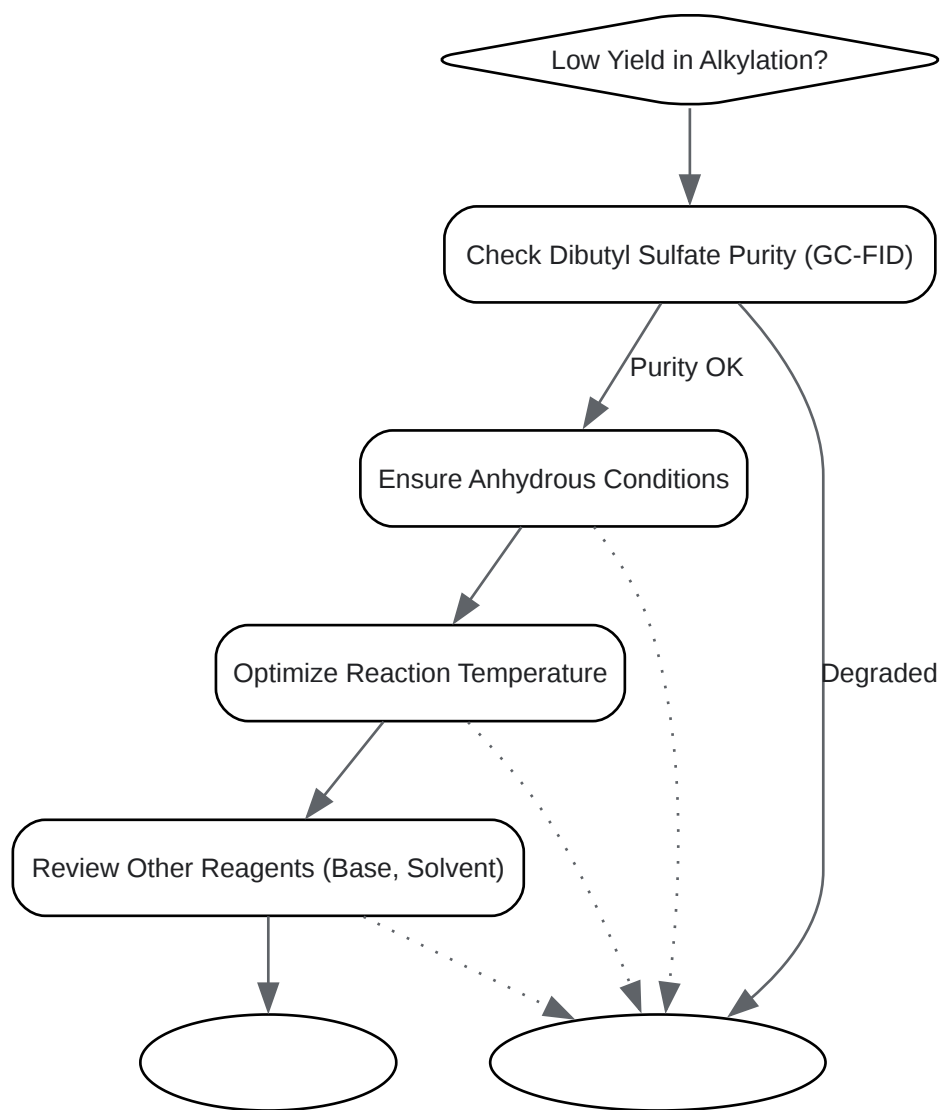 Low Yield in Alkylation?
Check Dibutyl Sulfate Purity (GC-FID)
Purity OK
Ensure Anhydrous Conditions
Optimize Reaction Temperature
Degraded
Review Other Reagents (Base, Solvent)